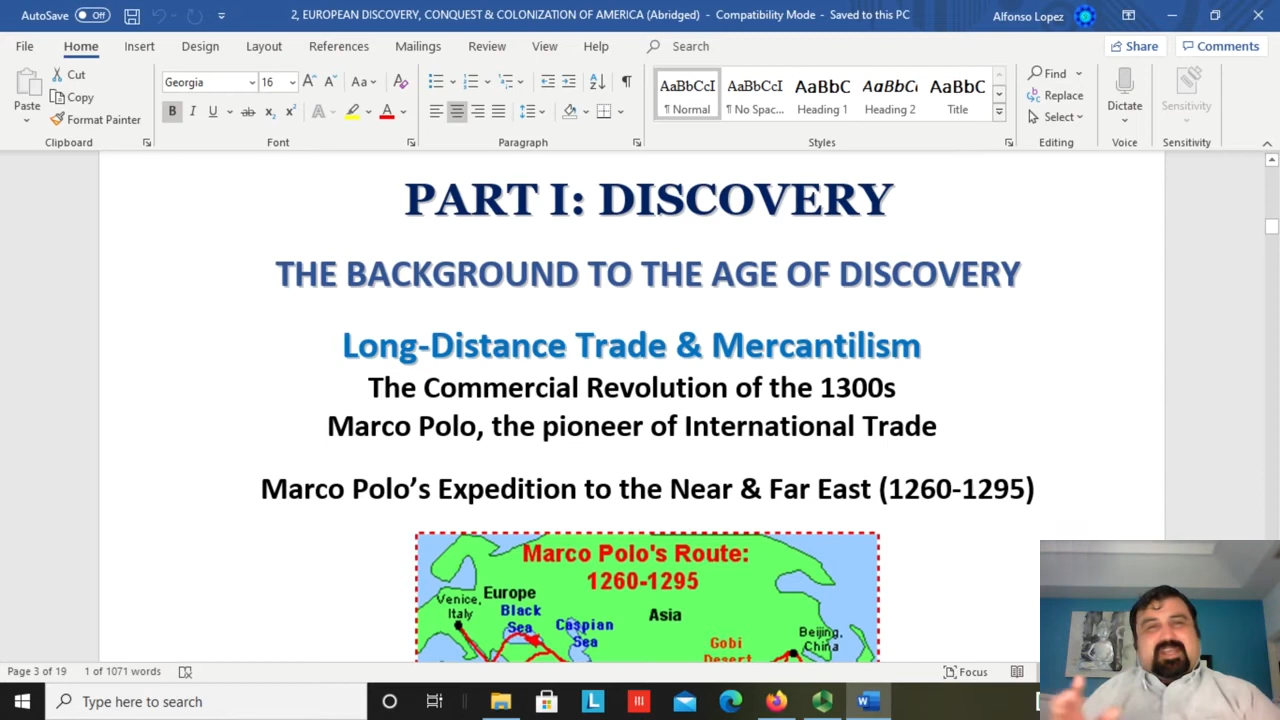 AutoSave Off 2, EUROPEAN DISCOVERY, CONQUEST & COLONIZATION OF AMERICA (Abridged) - Compatibility Mode - Saved to this PC Alfonso Lopez
File Home Insert Design Layout References Mailings Review View Help Search Share Comments
Paste
Cut
Copy
Format Painter
Clipboard
Georgia 16
Font
Paragraph
AaBbCcI AaBbCcI AaBbC AaBbC AaBbC
¶ Normal ¶ No Spac... Heading 1 Heading 2 Title
Styles
Find
Replace
Select
Editing
Dictate
Voice
Sensitivity
Sensitivity
PART I: DISCOVERY
THE BACKGROUND TO THE AGE OF DISCOVERY
Long-Distance Trade & Mercantilism
The Commercial Revolution of the 1300s
Marco Polo, the pioneer of International Trade
Marco Polo’s Expedition to the Near & Far East (1260-1295)
Marco Polo's Route:
1260-1295
Europe
Venice,
Italy
Black
Sea
Caspian
Sea
Asia
Gobi
Desert
Beijing,
China
Page 3 of 19 1 of 1071 words Focus
Type here to search